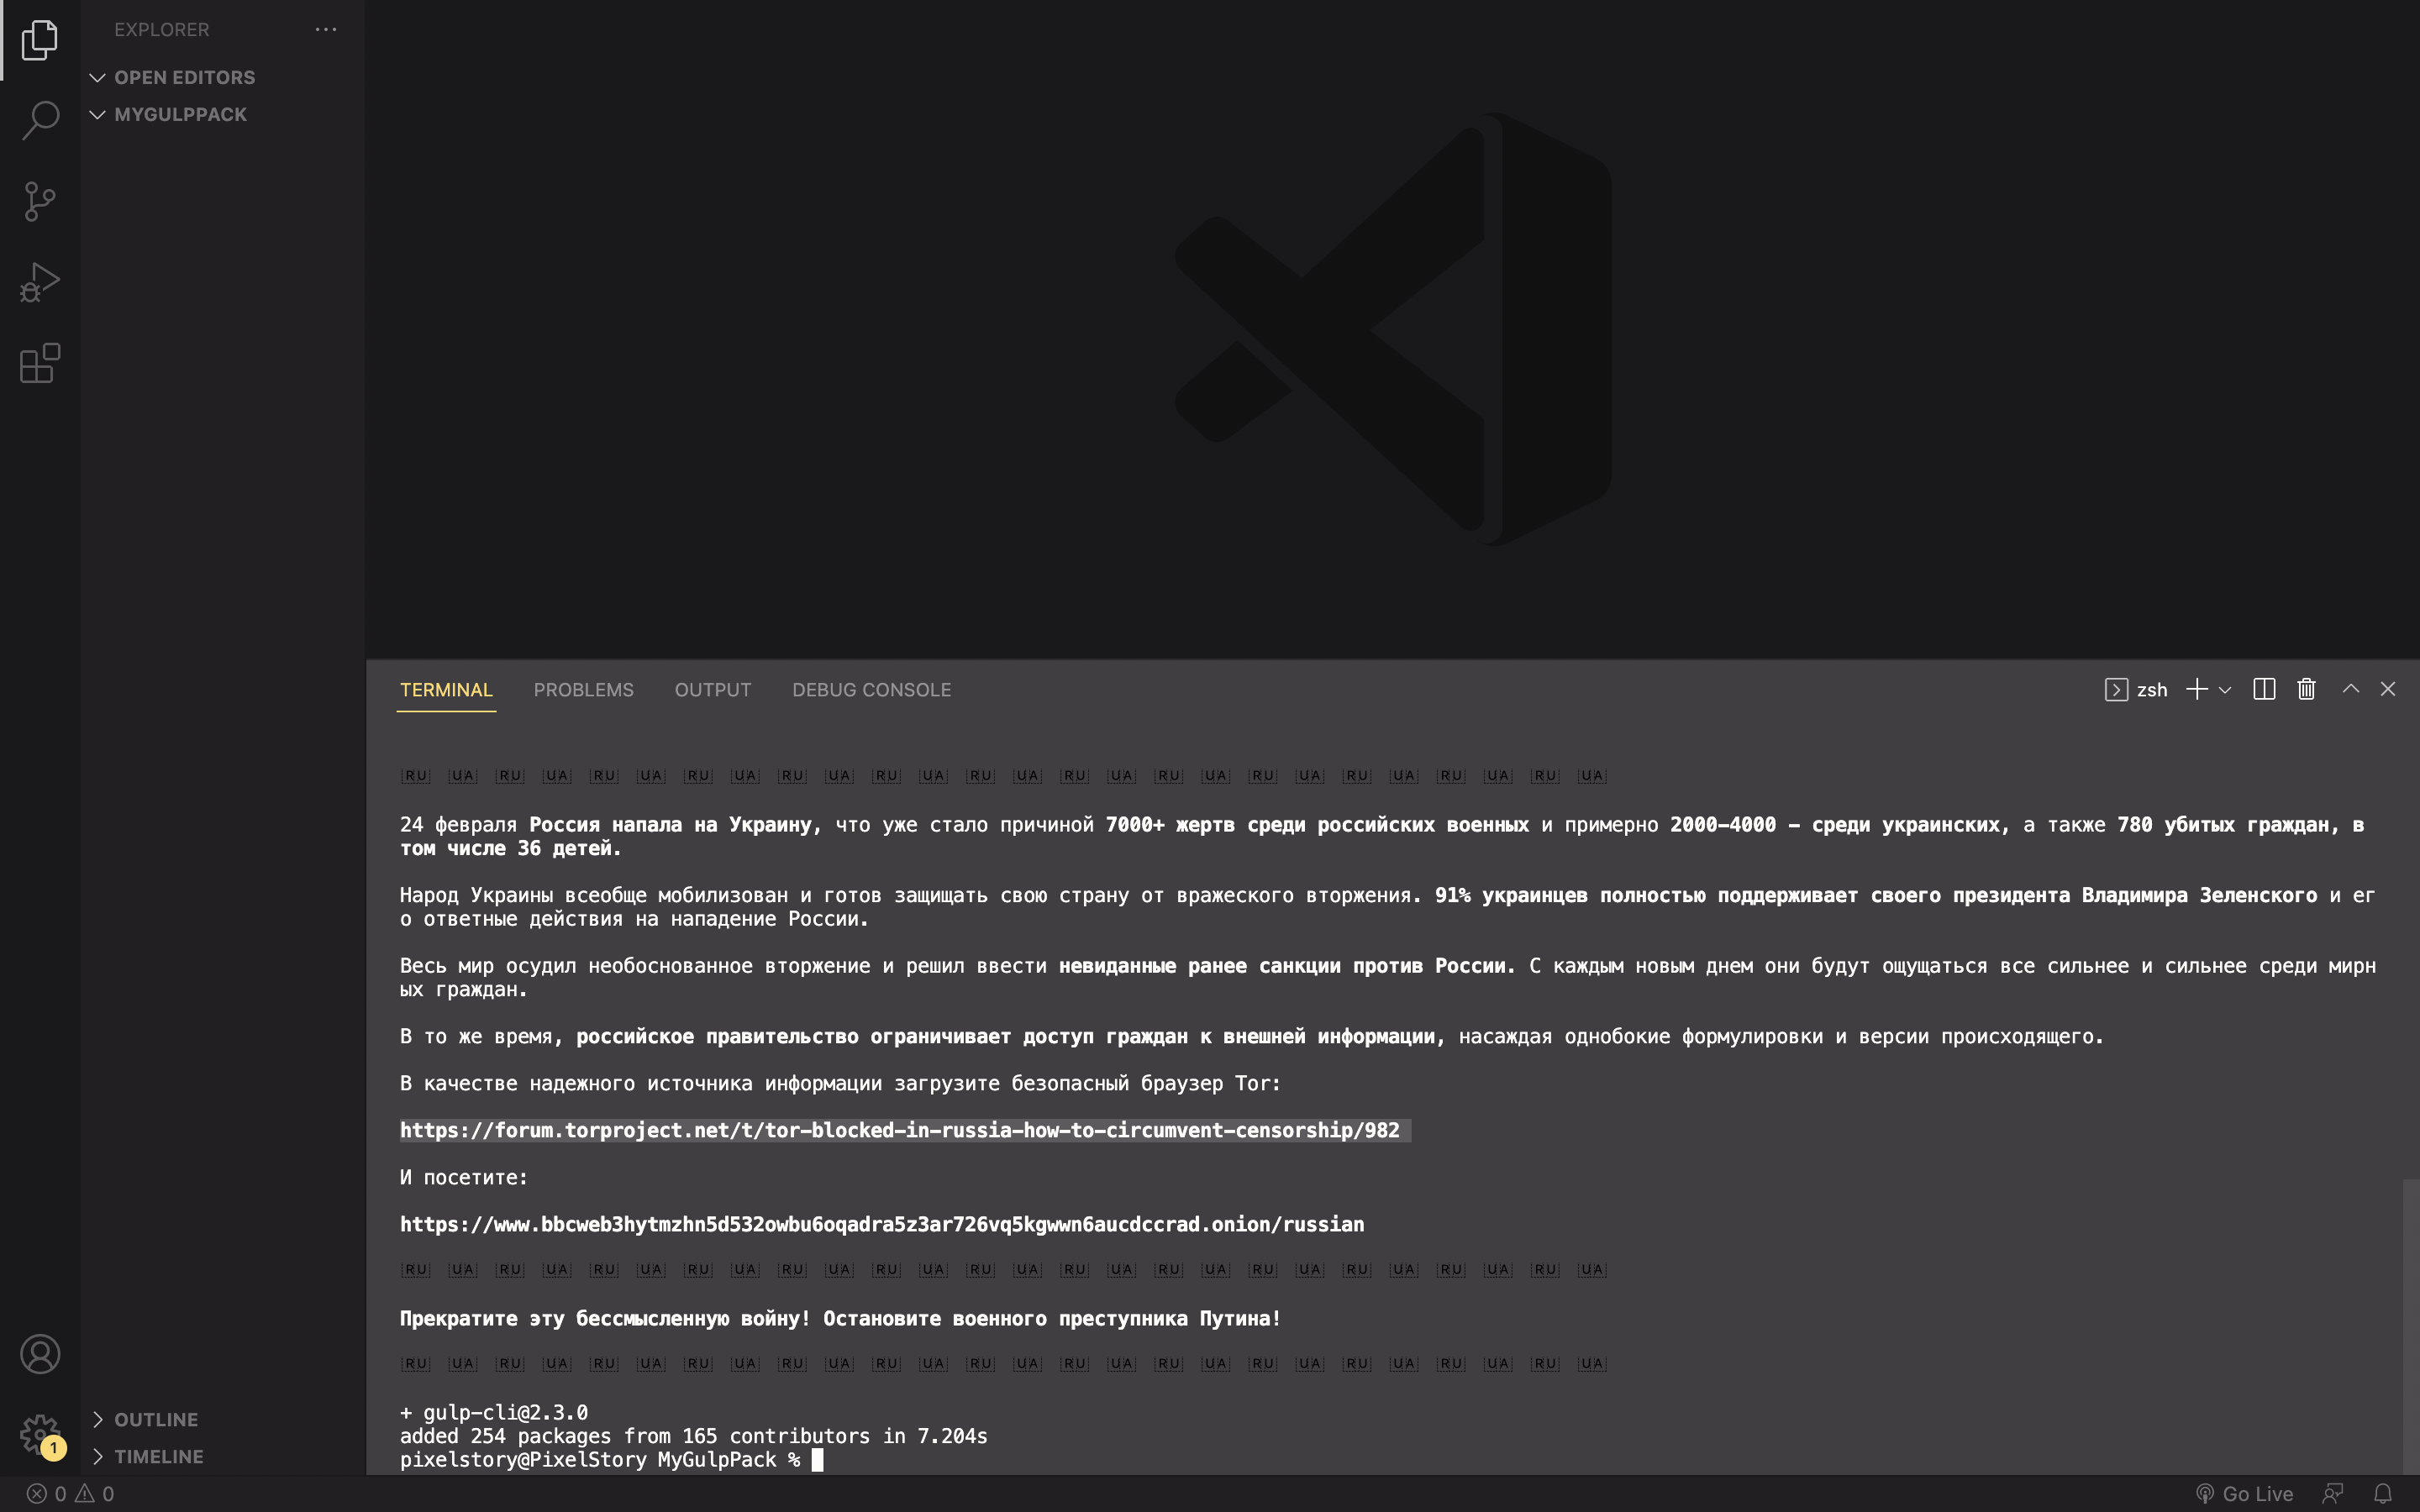 EXPLORER ...
OPEN EDITORS
MYGULPPACK
TERMINAL PROBLEMS OUTPUT DEBUG CONSOLE zsh
RU UA RU UA RU UA RU UA RU UA RU UA RU UA RU UA RU UA RU UA RU UA RU UA RU UA
24 февраля Россия напала на Украину, что уже стало причиной 7000+ жертв среди российских военных и примерно 2000-4000 - среди украинских, а также 780 убитых граждан, в
том числе 36 детей.
Народ Украины всеобще мобилизован и готов защищать свою страну от вражеского вторжения. 91% украинцев полностью поддерживает своего президента Владимира Зеленского и ег
о ответные действия на нападение России.
Весь мир осудил необоснованное вторжение и решил ввести невиданные ранее санкции против России. С каждым новым днем они будут ощущаться все сильнее и сильнее среди мирн
ых граждан.
В то же время, российское правительство ограничивает доступ граждан к внешней информации, насаждая однобокие формулировки и версии происходящего.
В качестве надежного источника информации загрузите безопасный браузер Tor:
https://forum.torproject.net/t/tor-blocked-in-russia-how-to-circumvent-censorship/982
И посетите:
https://www.bbcweb3hytmzhn5d532owbu6oqadra5z3ar726vq5kgwwn6aucdccrad.onion/russian
RU UA RU UA RU UA RU UA RU UA RU UA RU UA RU UA RU UA RU UA RU UA RU UA RU UA
Прекратите эту бессмысленную войну! Остановите военного преступника Путина!
RU UA RU UA RU UA RU UA RU UA RU UA RU UA RU UA RU UA RU UA RU UA RU UA RU UA
+ gulp-cli@2.3.0
added 254 packages from 165 contributors in 7.204s
pixelstory@PixelStory MyGulpPack %
OUTLINE
1
TIMELINE
0 0 Go Live